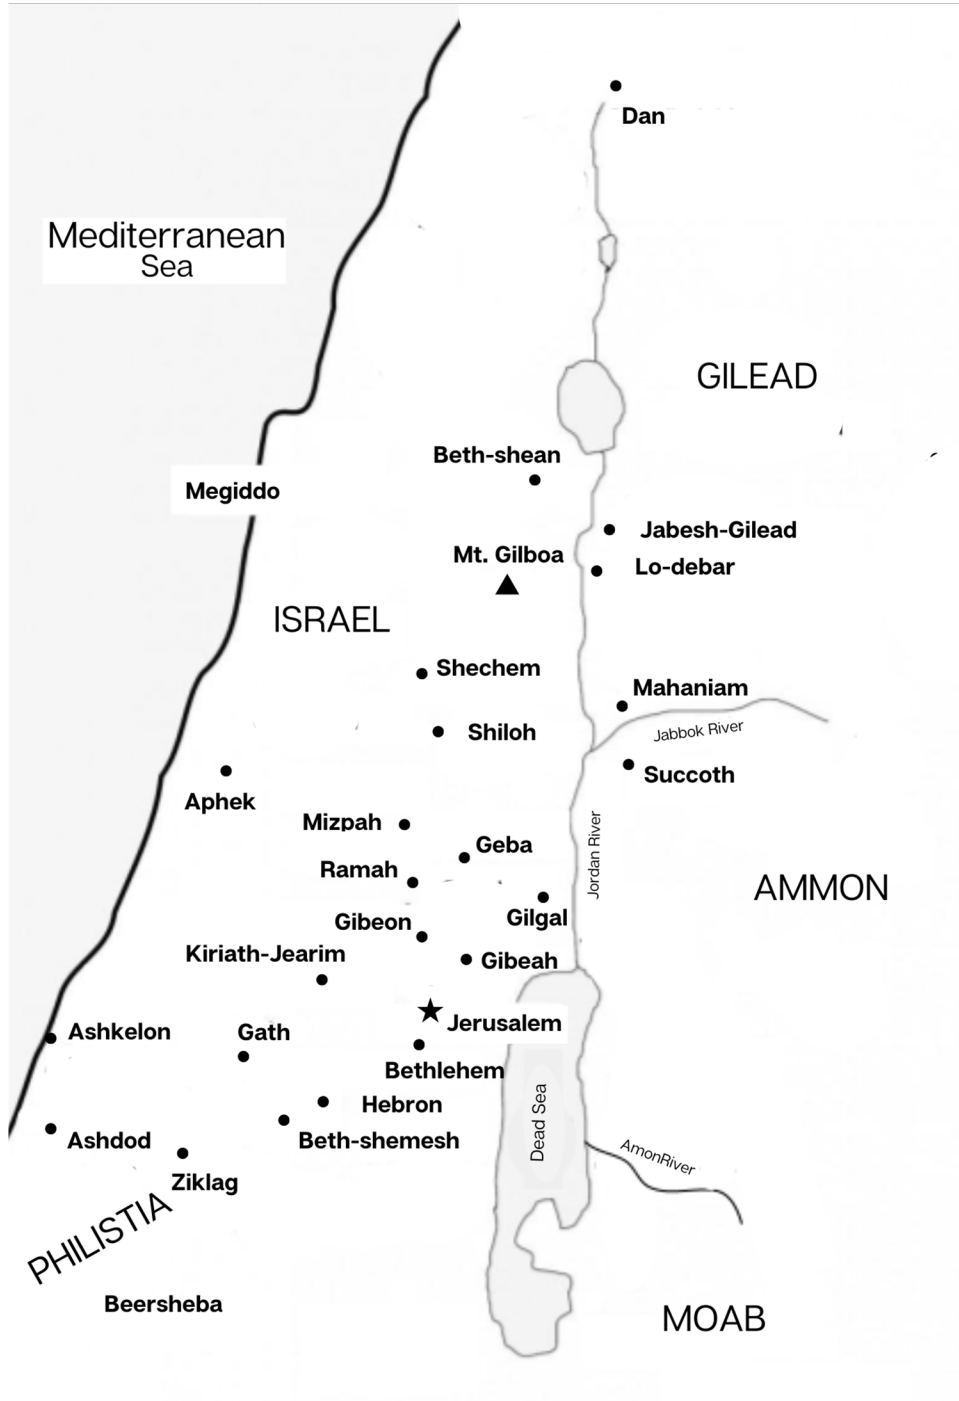 Dan
Mediterranean
Sea
GILEAD
Beth-shean
Megiddo
Jabesh-Gilead
Mt. Gilboa
Lo-debar
ISRAEL
Shechem
Mahaniam
Shiloh
Jabbok River
Succoth
Aphek
Mizpah
Geba
Jordan River
Ramah
AMMON
Gilgal
Gibeon
Kiriath-Jearim
Gibeah
Jerusalem
Ashkelon
Gath
Bethlehem
Hebron
Dead Sea
Ashdod
Beth-shemesh
AmonRiver
Ziklag
PHILISTIA
Beersheba
MOAB